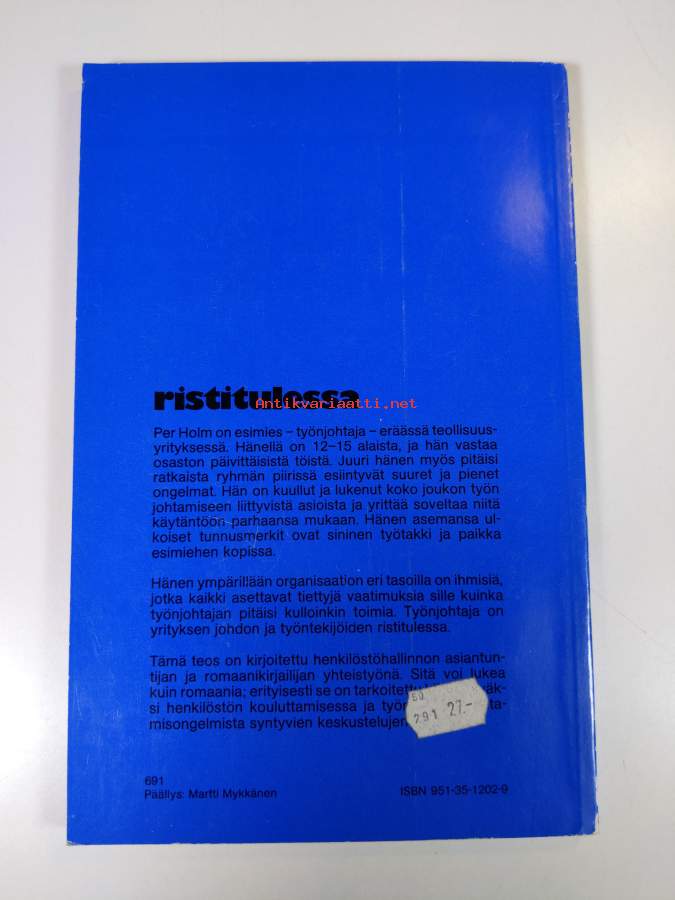 ristitulessa
Antikvariaatti.net
Per Holm on esimies – työnjohtaja – eräässä teollisuus-
yrityksessä. Hänellä on 12–15 alaista, ja hän vastaa
osaston päivittäisistä töistä. Juuri hänen myös pitäisi
ratkaista ryhmän piirissä esiintyvät suuret ja pienet
ongelmat. Hän on kuullut ja lukenut koko joukon työn
johtamiseen liittyvistä asioista ja yrittää soveltaa niitä
käytäntöön parhaansa mukaan. Hänen asemansa ul-
koiset tunnusmerkit ovat sininen työtakki ja paikka
esimiehen kopissa.
Hänen ympärillään organisaation eri tasoilla on ihmisiä,
jotka kaikki asettavat tiettyjä vaatimuksia sille kuinka
työnjohtajan pitäisi kulloinkin toimia. Työnjohtaja on
yrityksen johdon ja työntekijöiden ristitulessa.
Tämä teos on kirjoitettu henkilöstöhallinnon asiantun-
tijan ja romaanikirjailijan yhteistyönä. Sitä voi lukea
kuin romaania; erityisesti se on tarkoitettu
si henkilöstön kouluttamisessa ja
misongelmista syntyvien keskustelujen
291 27.-
691
Päällys: Martti Mykkänen
ISBN 951-35-1202-9